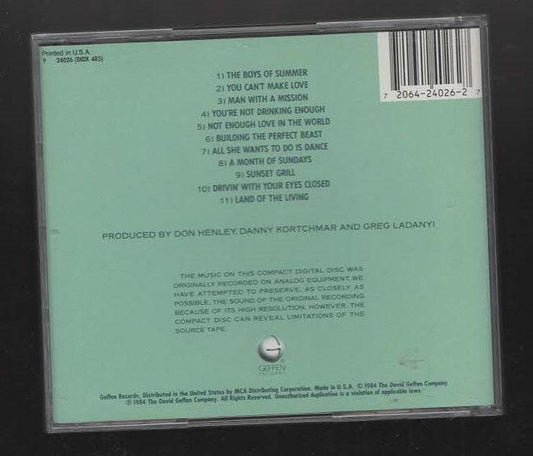 Printed in U.S.A.
9 24026 (DIDX 485)
1) THE BOYS OF SUMMER
2) YOU CAN'T MAKE LOVE
3) MAN WITH A MISSION
4) YOU'RE NOT DRINKING ENOUGH
5) NOT ENOUGH LOVE IN THE WORLD
6) BUILDING THE PERFECT BEAST
7) ALL SHE WANTS TO DO IS DANCE
8) A MONTH OF SUNDAYS
9) SUNSET GRILL
10) DRIVIN' WITH YOUR EYES CLOSED
11) LAND OF THE LIVING
7 2064-24026-2 7
PRODUCED BY DON HENLEY, DANNY KORTCHMAR AND GREG LADANYI
THE MUSIC ON THIS COMPACT DIGITAL DISC WAS
ORIGINALLY RECORDED ON ANALOG EQUIPMENT. WE
HAVE ATTEMPTED TO PRESERVE, AS CLOSELY AS
POSSIBLE, THE SOUND OF THE ORIGINAL RECORDING.
BECAUSE OF ITS HIGH RESOLUTION, HOWEVER, THE
COMPACT DISC CAN REVEAL LIMITATIONS OF THE
SOURCE TAPE.
G
GEFFEN
RECORDS
Geffen Records, Distributed in the United States by MCA Distributing Corporation. Made in U.S.A. © 1984 The David Geffen Company.
℗ 1984 The David Geffen Company. All Rights Reserved. Unauthorized duplication is a violation of applicable laws.